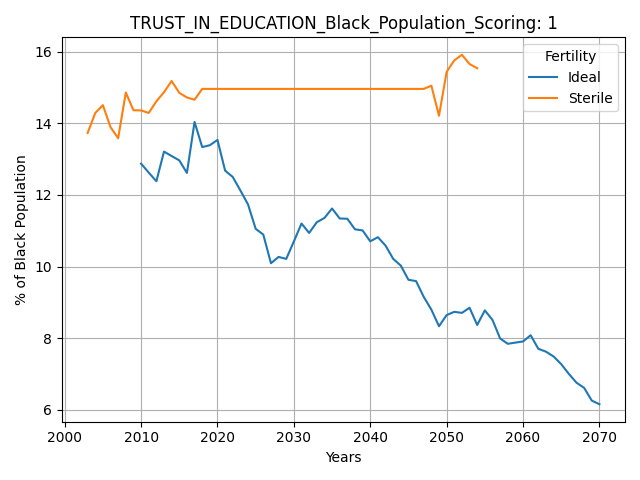 TRUST_IN_EDUCATION_Black_Population_Scoring: 1
Fertility
Ideal
Sterile
% of Black Population
16
14
12
10
8
6
2000 2010 2020 2030 2040 2050 2060 2070
Years